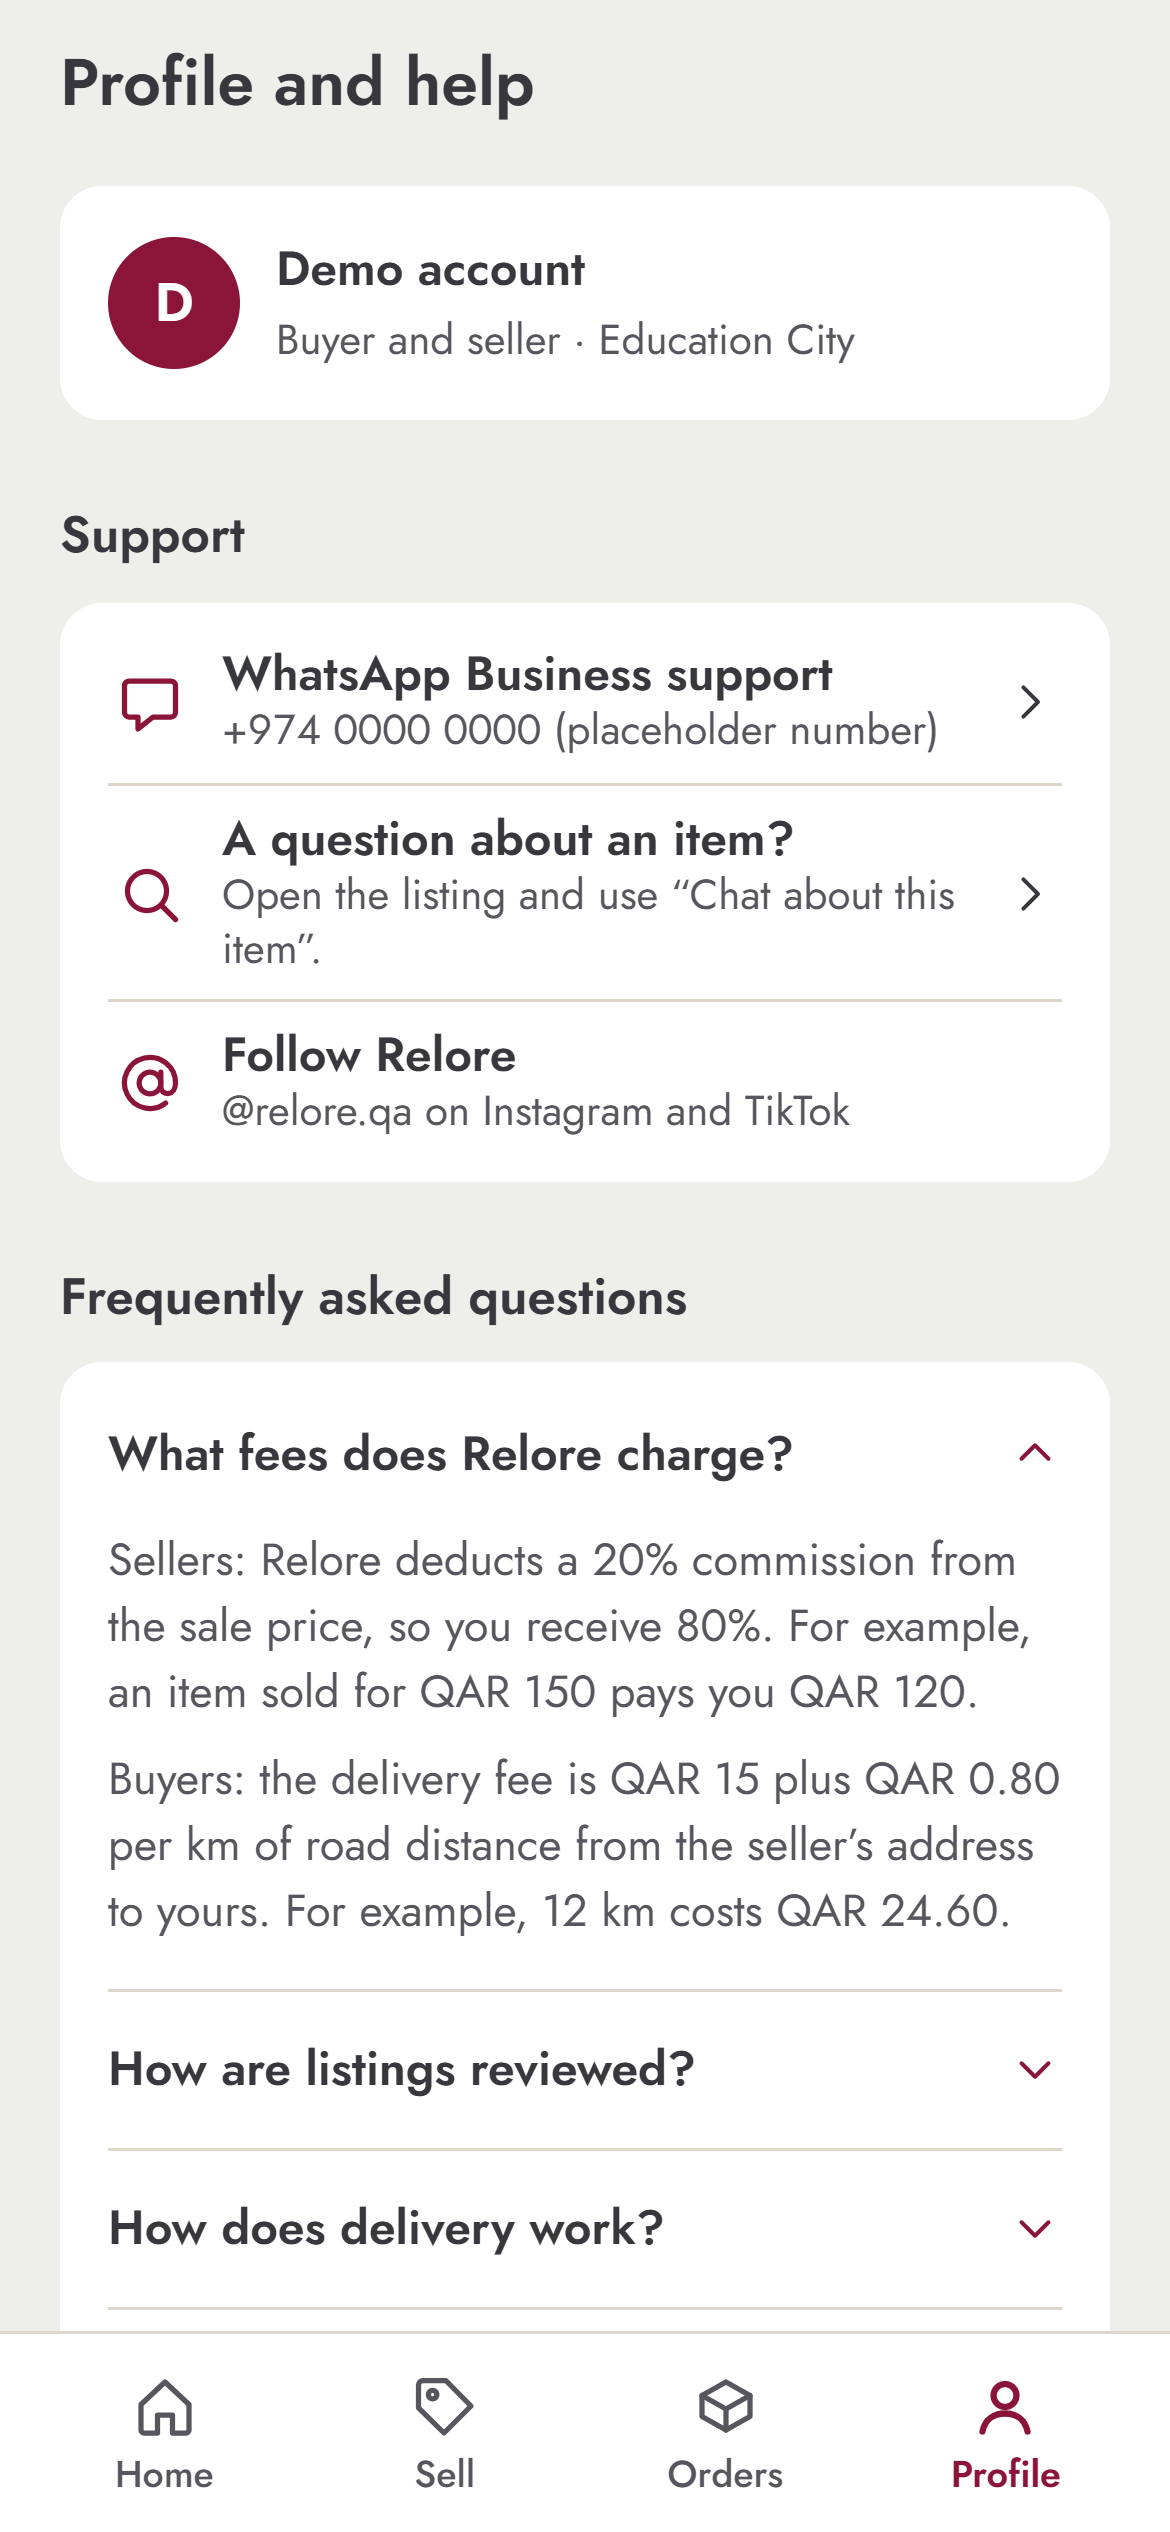 Profile and help
D
Demo account
Buyer and seller · Education City
Support
WhatsApp Business support
+974 0000 0000 (placeholder number)
A question about an item?
Open the listing and use “Chat about this
item”.
Follow Relore
@relore.qa on Instagram and TikTok
Frequently asked questions
What fees does Relore charge?
Sellers: Relore deducts a 20% commission from
the sale price, so you receive 80%. For example,
an item sold for QAR 150 pays you QAR 120.
Buyers: the delivery fee is QAR 15 plus QAR 0.80
per km of road distance from the seller’s address
to yours. For example, 12 km costs QAR 24.60.
How are listings reviewed?
How does delivery work?
Home
Sell
Orders
Profile